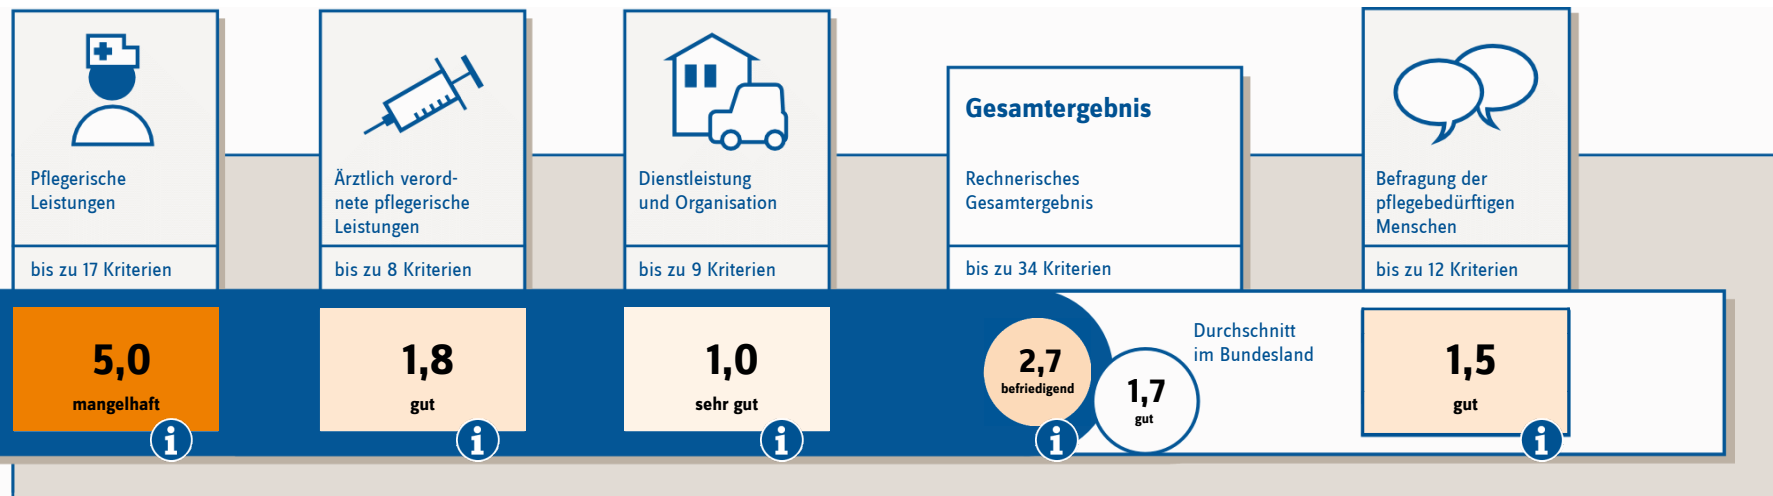 Pflegerische
Leistungen
bis zu 17 Kriterien
5,0
mangelhaft
i
Ärztlich verord-
nete pflegerische
Leistungen
bis zu 8 Kriterien
1,8
gut
i
Dienstleistung
und Organisation
bis zu 9 Kriterien
1,0
sehr gut
i
Gesamtergebnis
Rechnerisches
Gesamtergebnis
bis zu 34 Kriterien
2,7
befriedigend
i
1,7
gut
Durchschnitt
im Bundesland
Befragung der
pflegebedürftigen
Menschen
bis zu 12 Kriterien
1,5
gut
i